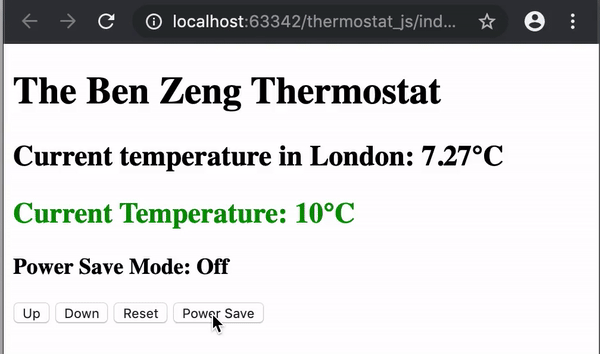 localhost:63342/thermostat_js/ind...
The Ben Zeng Thermostat
Current temperature in London: 7.27°C
Current Temperature: 10°C
Power Save Mode: Off
Up Down Reset Power Save